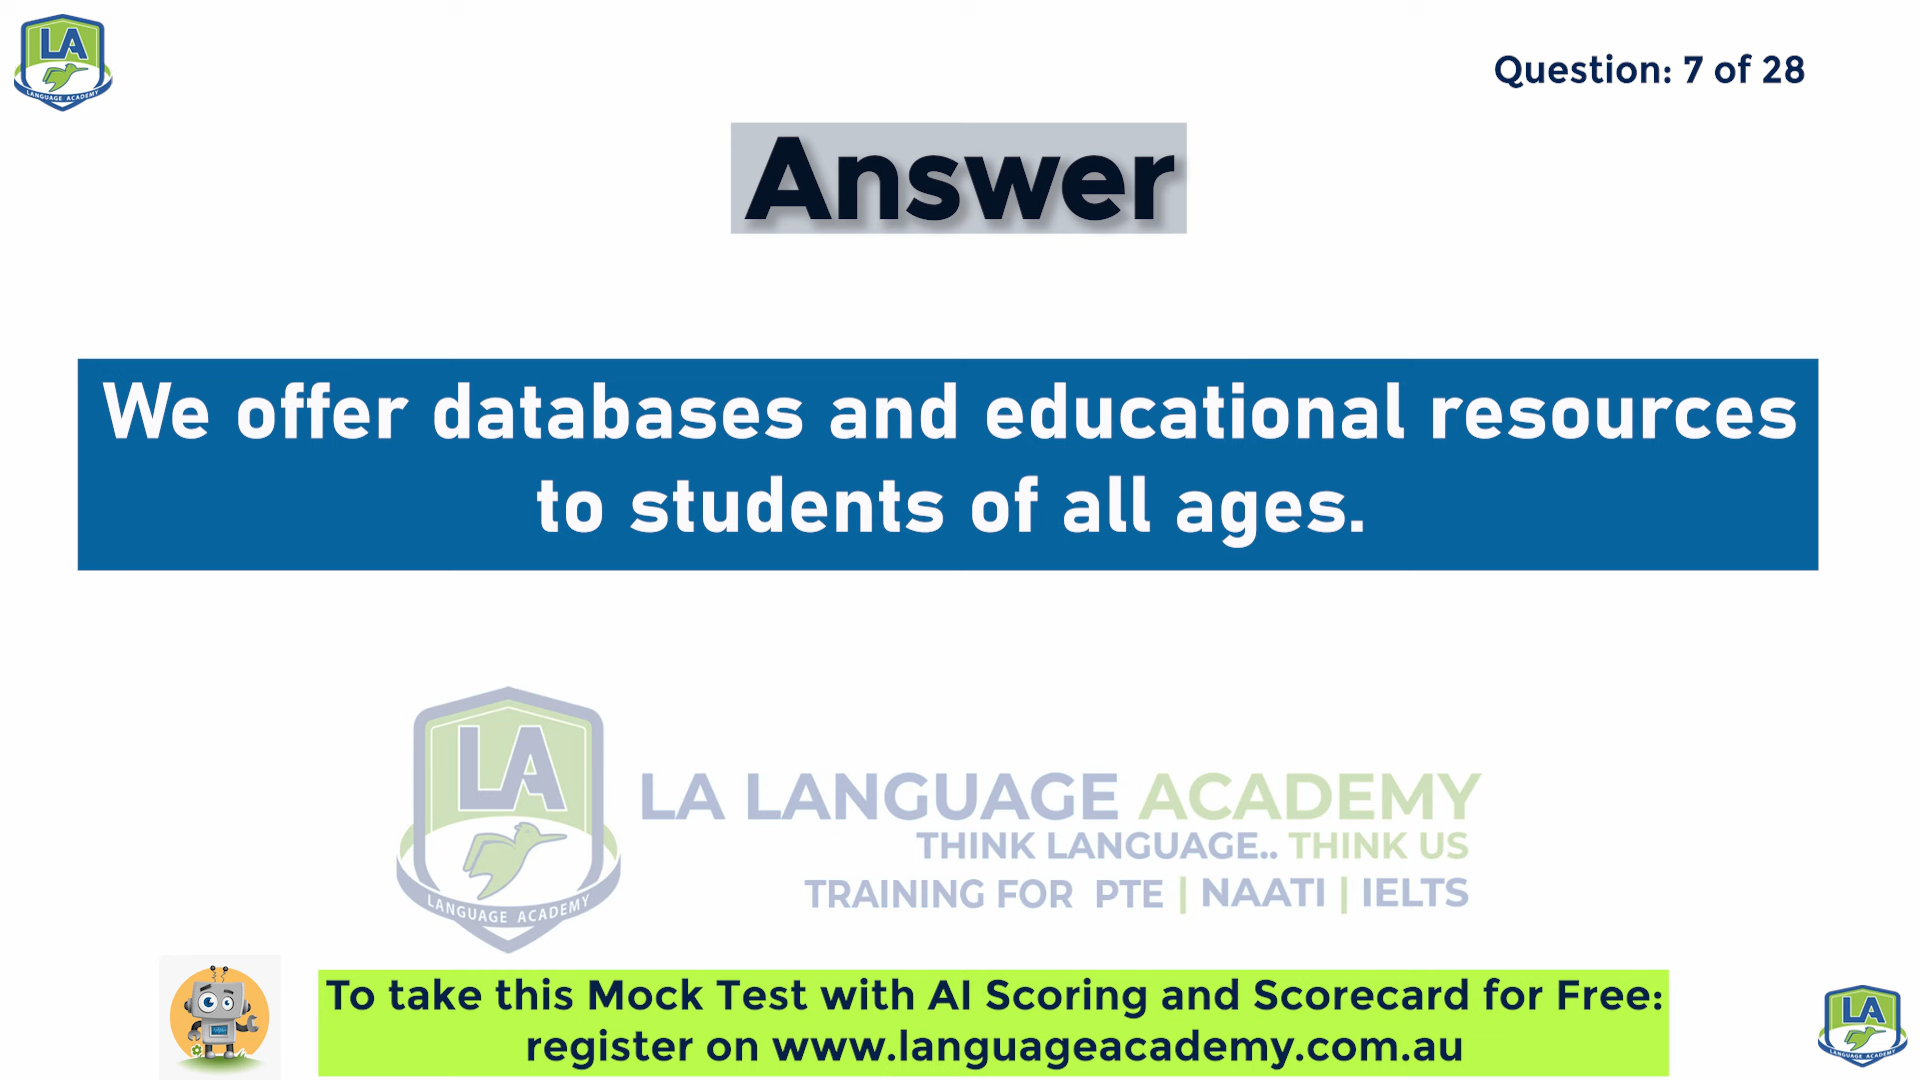 LA
LANGUAGE ACADEMY
Question: 7 of 28
Answer
We offer databases and educational resources
to students of all ages.
LA
LANGUAGE ACADEMY
LA LANGUAGE ACADEMY
THINK LANGUAGE.. THINK US
TRAINING FOR PTE | NAATI | IELTS
To take this Mock Test with AI Scoring and Scorecard for Free:
register on www.languageacademy.com.au
LA
LANGUAGE ACADEMY